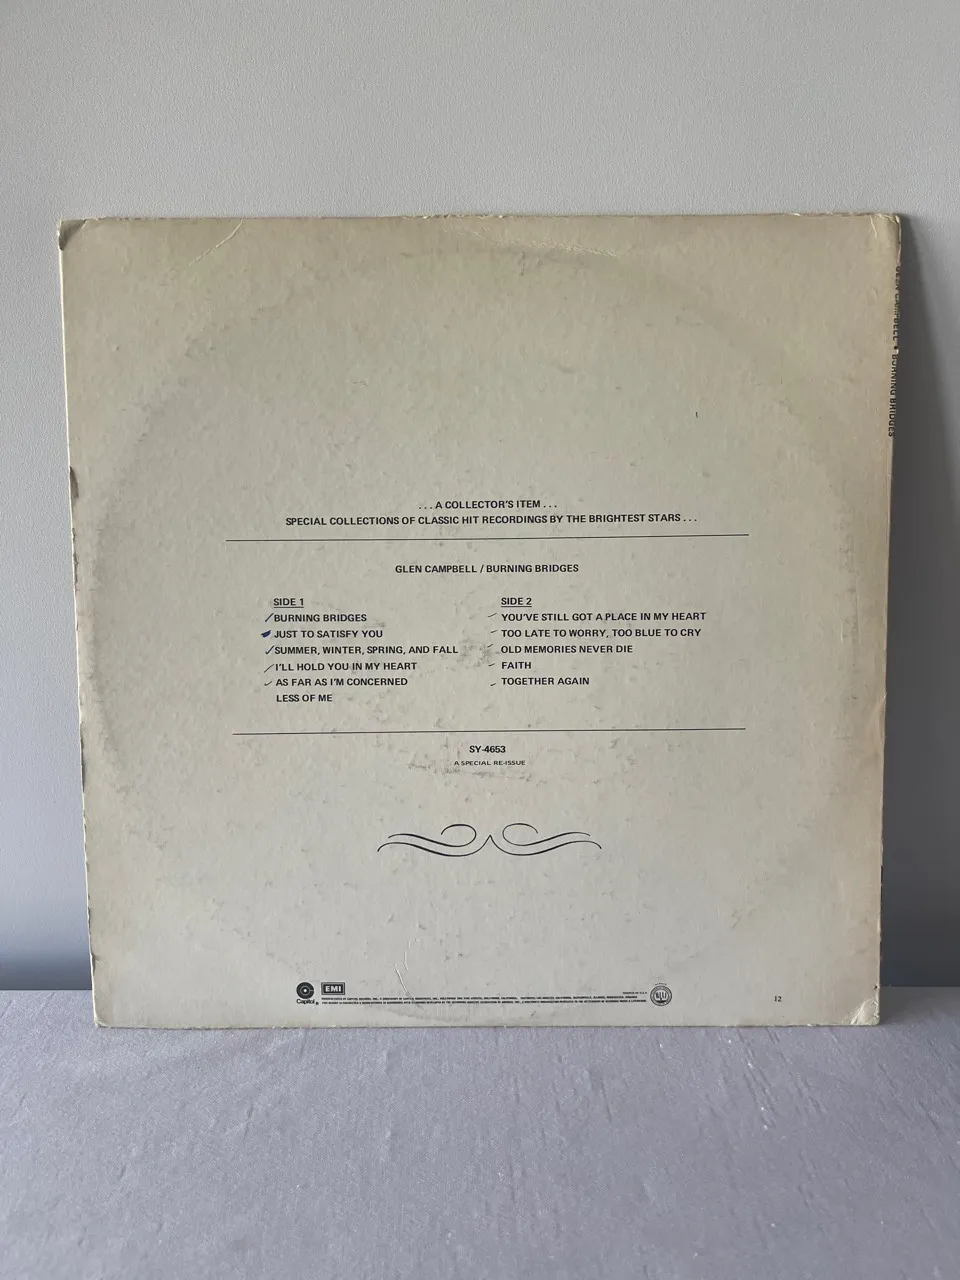 . . . A COLLECTOR'S ITEM . . .
SPECIAL COLLECTIONS OF CLASSIC HIT RECORDINGS BY THE BRIGHTEST STARS . . .
GLEN CAMPBELL / BURNING BRIDGES
SIDE 1
BURNING BRIDGES
JUST TO SATISFY YOU
SUMMER, WINTER, SPRING, AND FALL
I'LL HOLD YOU IN MY HEART
AS FAR AS I'M CONCERNED
LESS OF ME
SIDE 2
YOU'VE STILL GOT A PLACE IN MY HEART
TOO LATE TO WORRY, TOO BLUE TO CRY
OLD MEMORIES NEVER DIE
FAITH
TOGETHER AGAIN
SY-4653
A SPECIAL RE-ISSUE
Capitol
EMI
12
GLEN CAMPBELL • BURNING BRIDGES